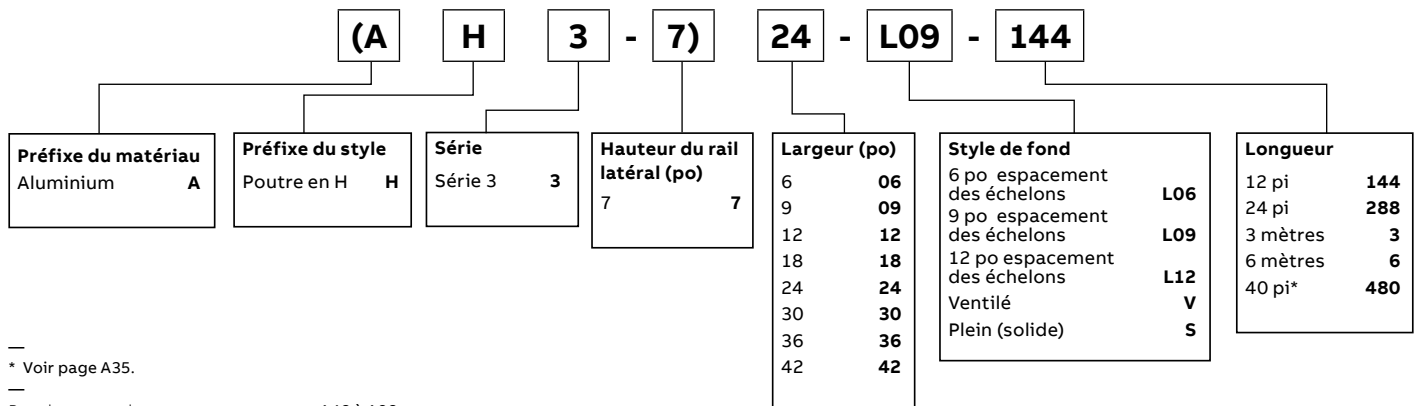 (A H 3 - 7) 24 - L09 - 144
Préfixe du matériau
Aluminium A
Préfixe du style
Poutre en H H
Série
Série 3 3
Hauteur du rail
latéral (po)
7 7
Largeur (po)
6 06
9 09
12 12
18 18
24 24
30 30
36 36
42 42
Style de fond
6 po espacement
des échelons L06
9 po espacement
des échelons L09
12 po espacement
des échelons L12
Ventilé V
Plein (solide) S
Longueur
12 pi 144
24 pi 288
3 mètres 3
6 mètres 6
40 pi* 480
—
* Voir page A35.
—